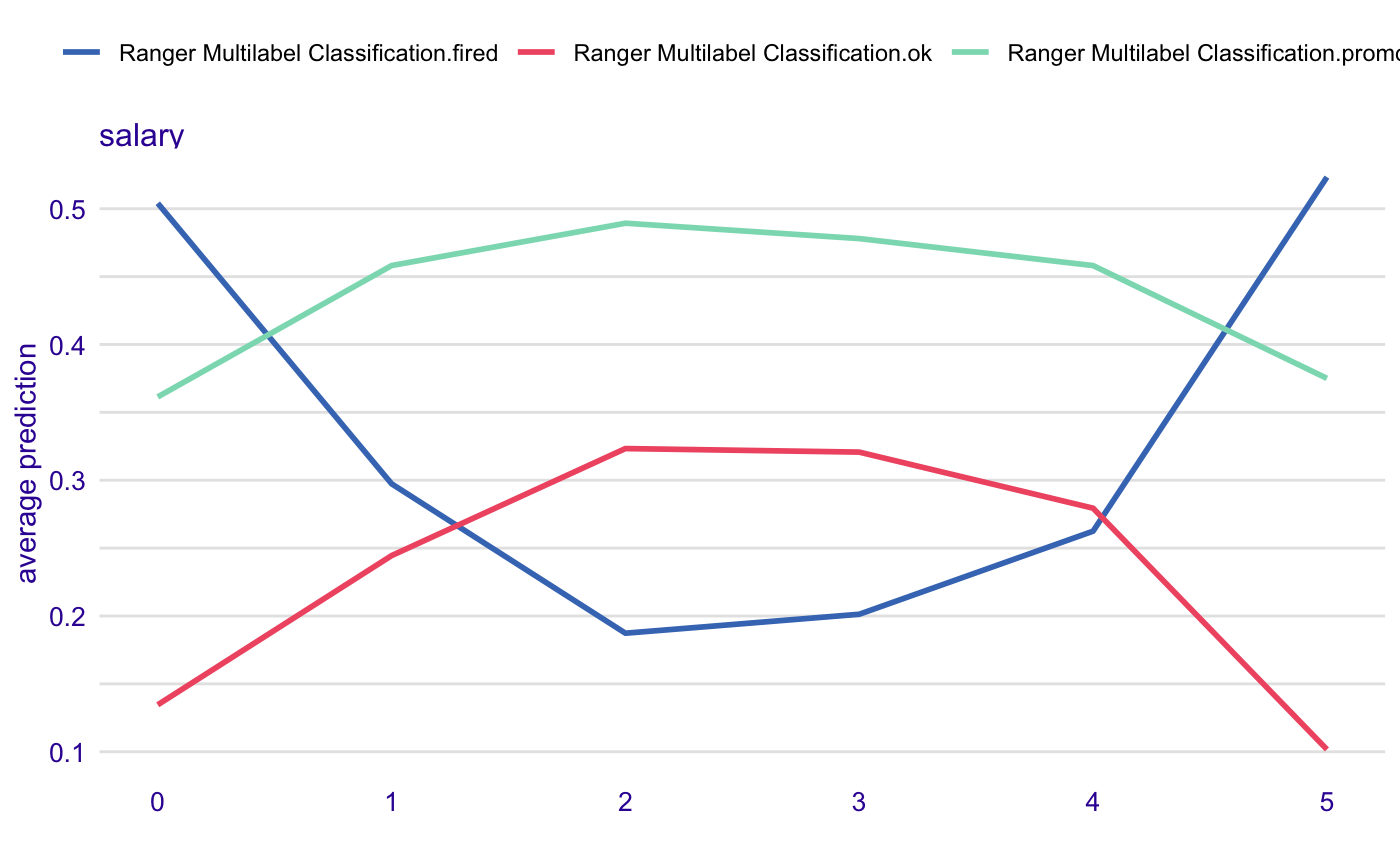 Ranger Multilabel Classification.fired Ranger Multilabel Classification.ok Ranger Multilabel Classification.promo
salary
average prediction
0.5
0.4
0.3
0.2
0.1
0 1 2 3 4 5